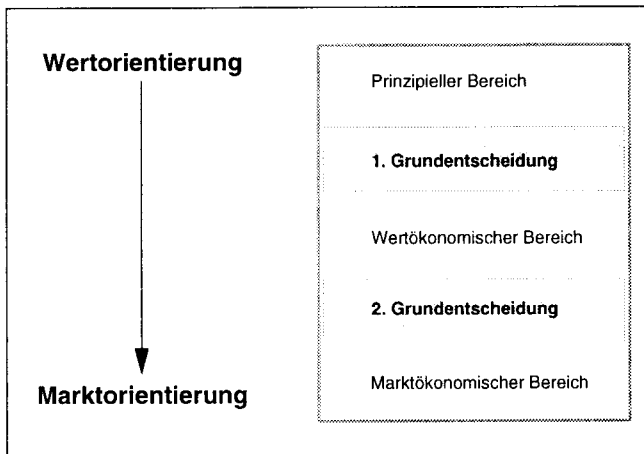 Wertorientierung
Prinzipieller Bereich
1. Grundentscheidung
Wertökonomischer Bereich
2. Grundentscheidung
Marktökonomischer Bereich
Marktorientierung